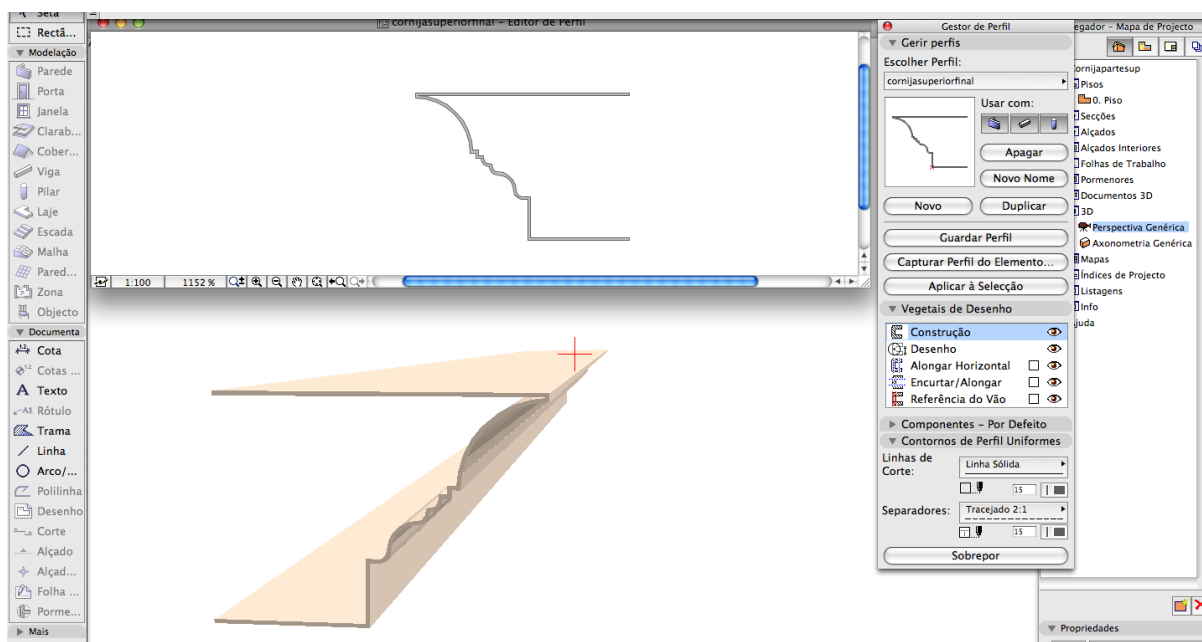 Seta
Rectâ...
Modelação
Parede
Porta
Janela
Clarab...
Cober...
Viga
Pilar
Laje
Escada
Malha
Pared...
Zona
Objecto
Documenta
Cota
Cotas ...
Texto
Rótulo
Trama
Linha
Arco/...
Polilinha
Desenho
Corte
Alçado
Alçad...
Folha ...
Porme...
Mais
cornijasuperiorfinal – Editor de Perfil
1:100
1152 %
Gestor de Perfil
Gerir perfis
Escolher Perfil:
cornijasuperiorfinal
Usar com:
Apagar
Novo Nome
Novo
Duplicar
Guardar Perfil
Capturar Perfil do Elemento...
Aplicar à Selecção
Vegetais de Desenho
Construção
Desenho
Alongar Horizontal
Encurtar/Alongar
Referência do Vão
Componentes – Por Defeito
Contornos de Perfil Uniformes
Linhas de
Corte:
Linha Sólida
15
Separadores:
Tracejado 2:1
15
Sobrepor
egador – Mapa de Projecto
Cornijapartesup
Pisos
0. Piso
Secções
Alçados
Alçados Interiores
Folhas de Trabalho
Pormenores
Documentos 3D
3D
Perspectiva Genérica
Axonometria Genérica
Mapas
Índices de Projecto
Listagens
Info
juda
Propriedades